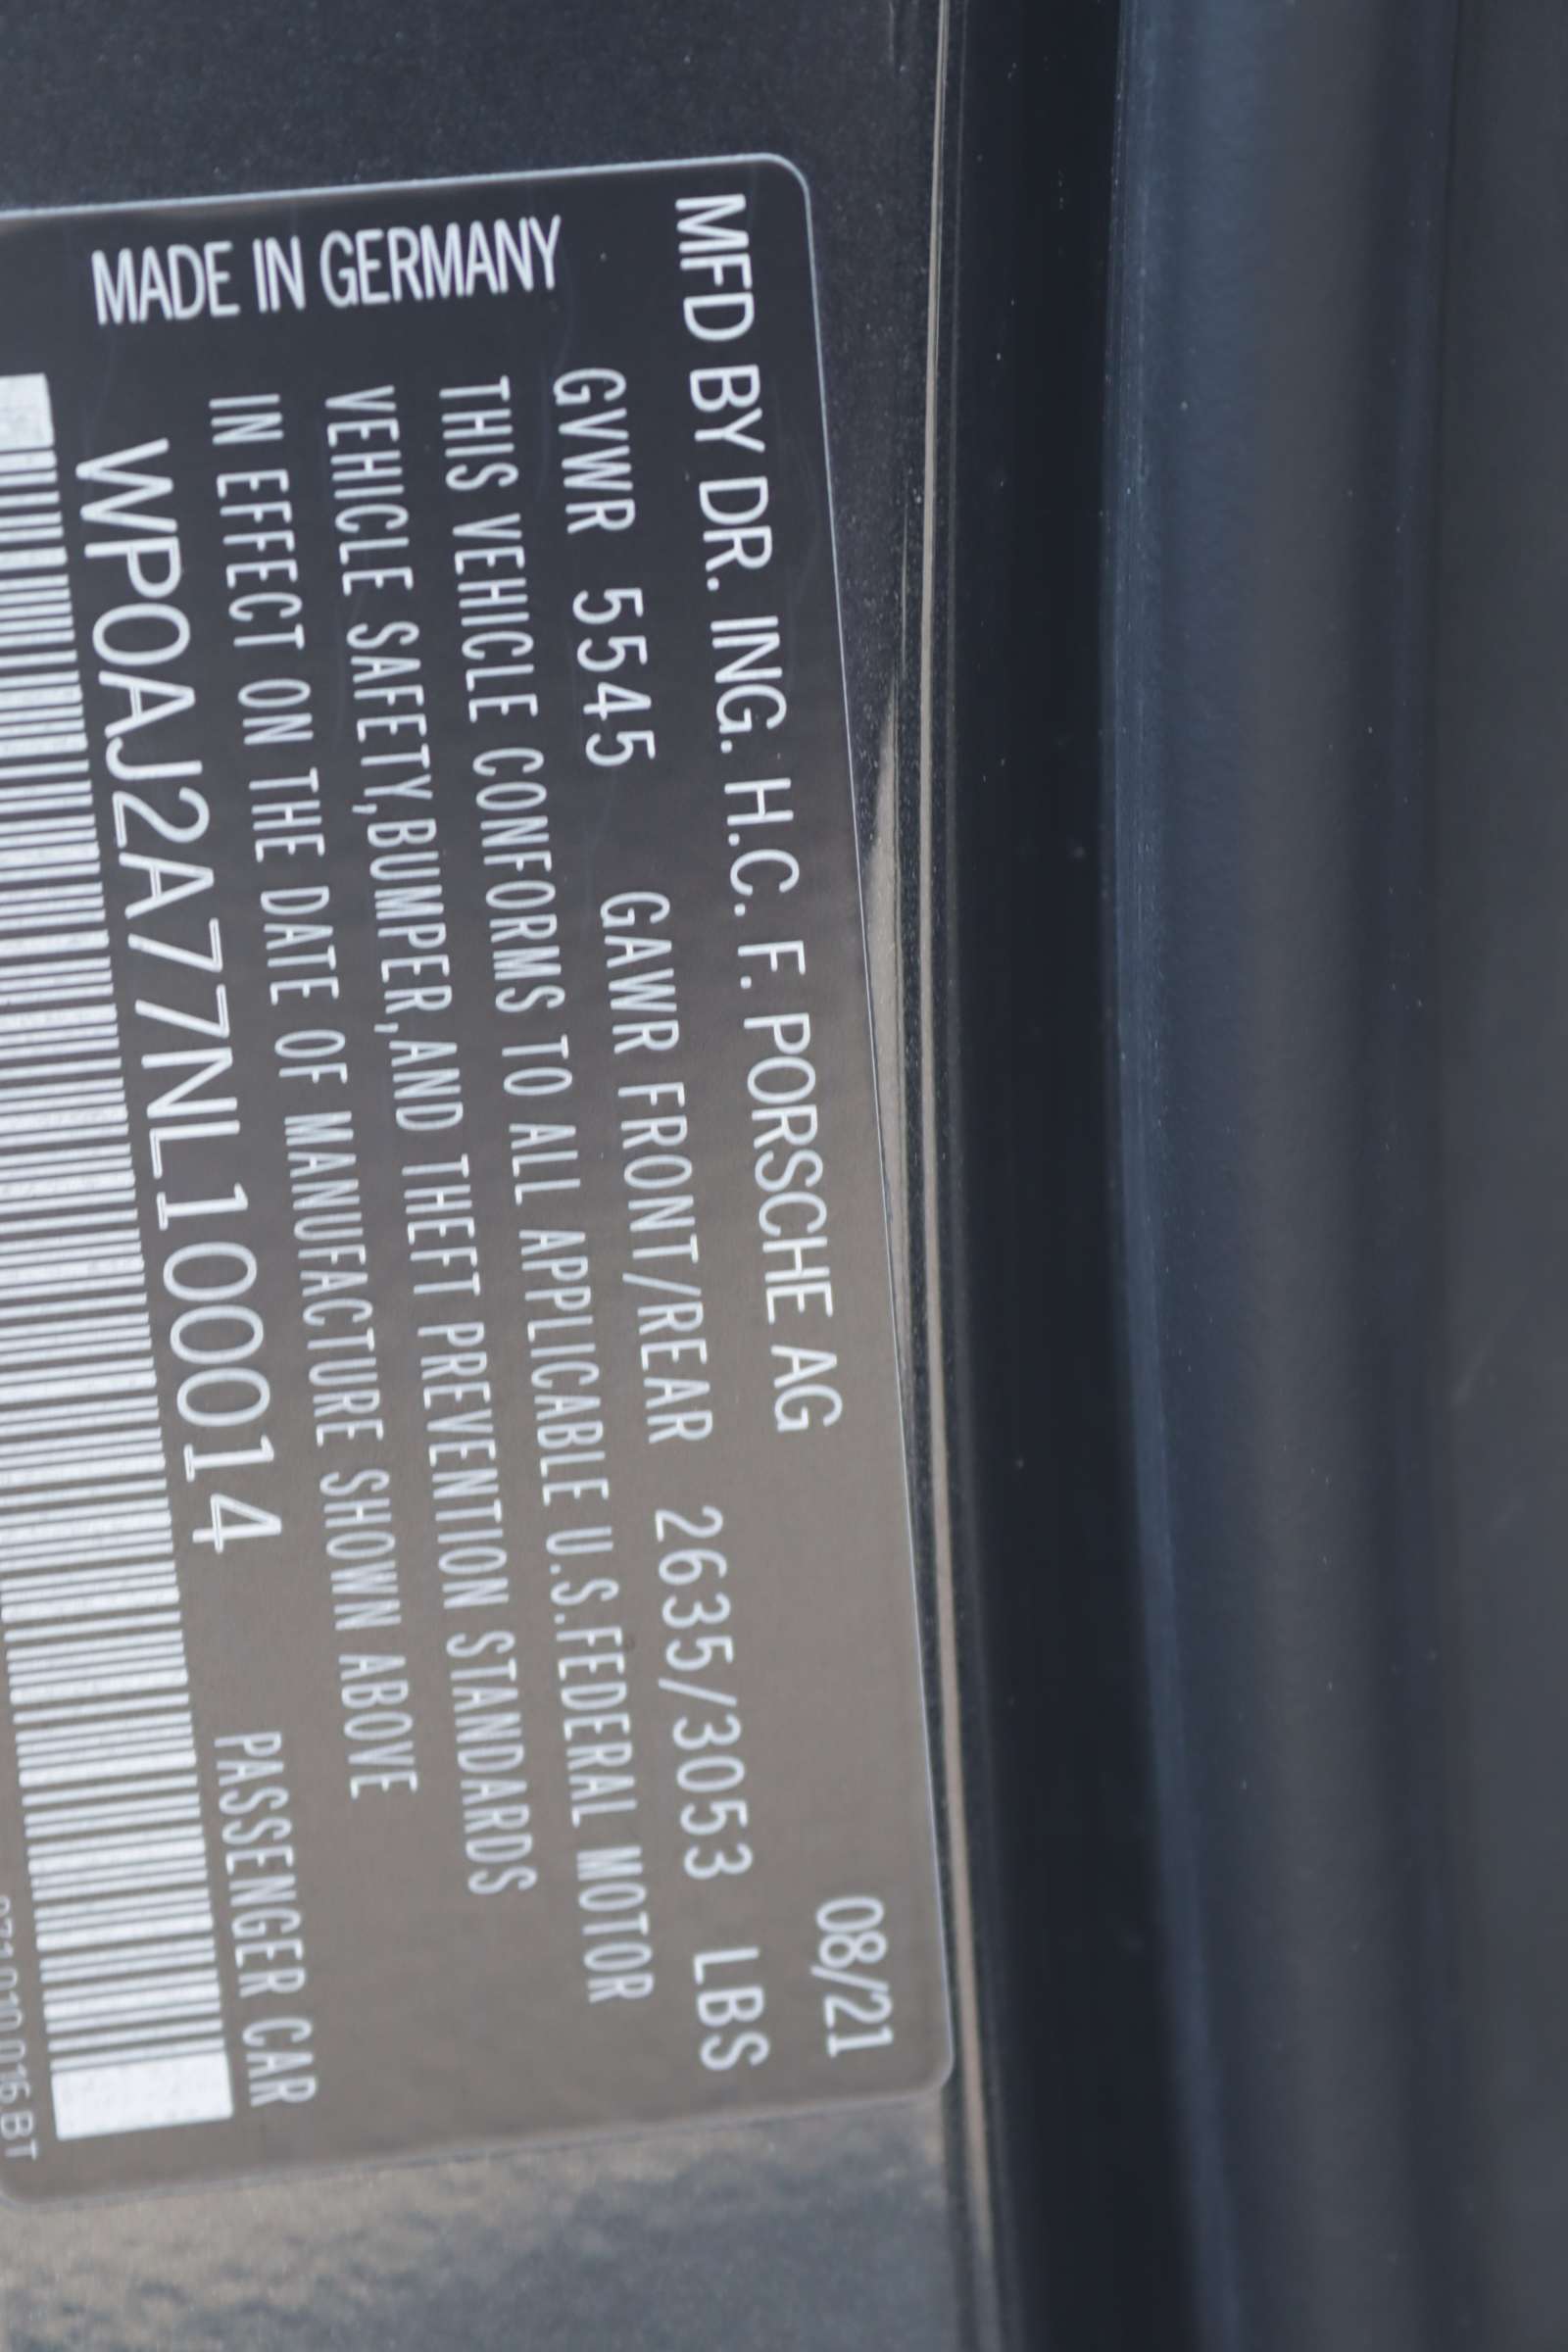 MFD BY DR. ING. H.C. F. PORSCHE AG 08/21
GVWR 5545 GAWR FRONT/REAR 2635/3053 LBS
THIS VEHICLE CONFORMS TO ALL APPLICABLE U.S.FEDERAL MOTOR
VEHICLE SAFETY,BUMPER,AND THEFT PREVENTION STANDARDS
IN EFFECT ON THE DATE OF MANUFACTURE SHOWN ABOVE
MADE IN GERMANY
WP0AJ2A77NL100014 PASSENGER CAR